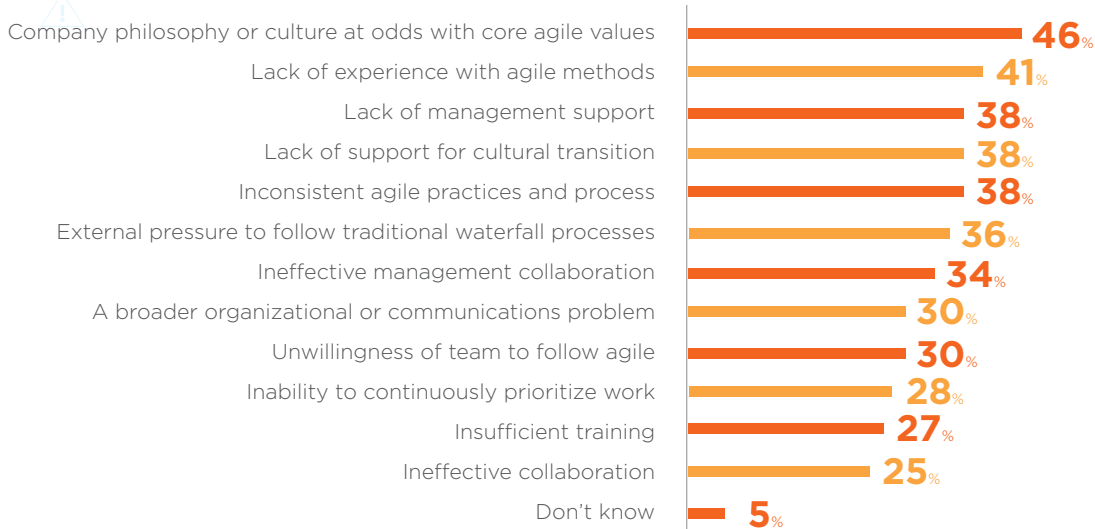 Company philosophy or culture at odds with core agile values 46%
Lack of experience with agile methods 41%
Lack of management support 38%
Lack of support for cultural transition 38%
Inconsistent agile practices and process 38%
External pressure to follow traditional waterfall processes 36%
Ineffective management collaboration 34%
A broader organizational or communications problem 30%
Unwillingness of team to follow agile 30%
Inability to continuously prioritize work 28%
Insufficient training 27%
Ineffective collaboration 25%
Don’t know 5%